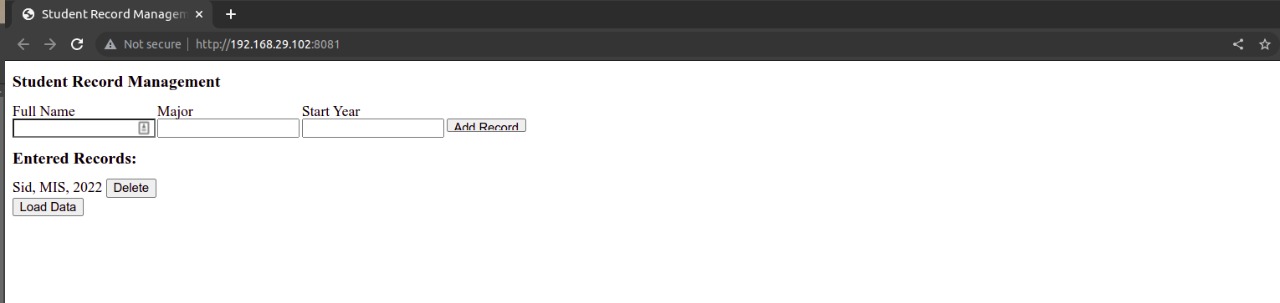 Student Record Managem
Not secure | http://192.168.29.102:8081
Student Record Management
Full Name Major Start Year
Add Record
Entered Records:
Sid, MIS, 2022 Delete
Load Data